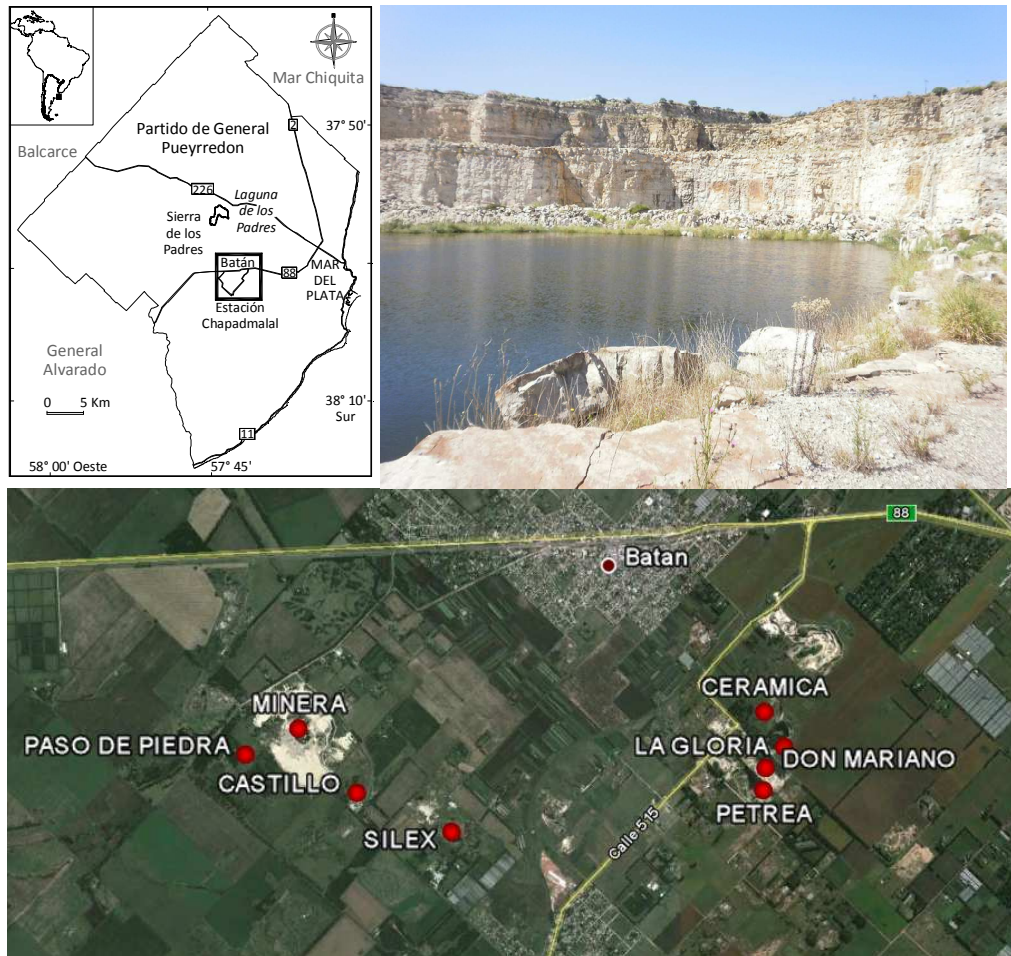 Mar Chiquita
2
37° 50'
Partido de General
Pueyrredon
Balcarce
226
Laguna
de los
Padres
Sierra
de los
Padres
Batán
88
MAR
DEL
PLATA
Estación
Chapadmalal
General
Alvarado
0 5 Km
38° 10'
Sur
11
58° 00' Oeste
57° 45'
88
Batan
CERAMICA
MINERA
LA GLORIA
PASO DE PIEDRA
DON MARIANO
CASTILLO
PETREA
SILEX
Calle 515